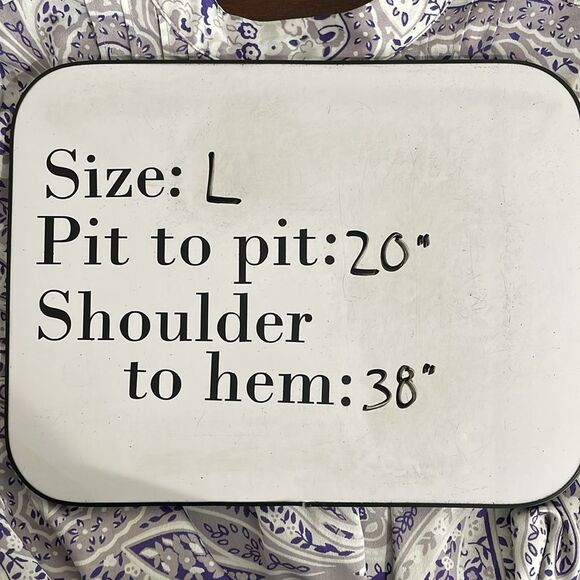 Size: L
Pit to pit: 20"
Shoulder
to hem: 38"